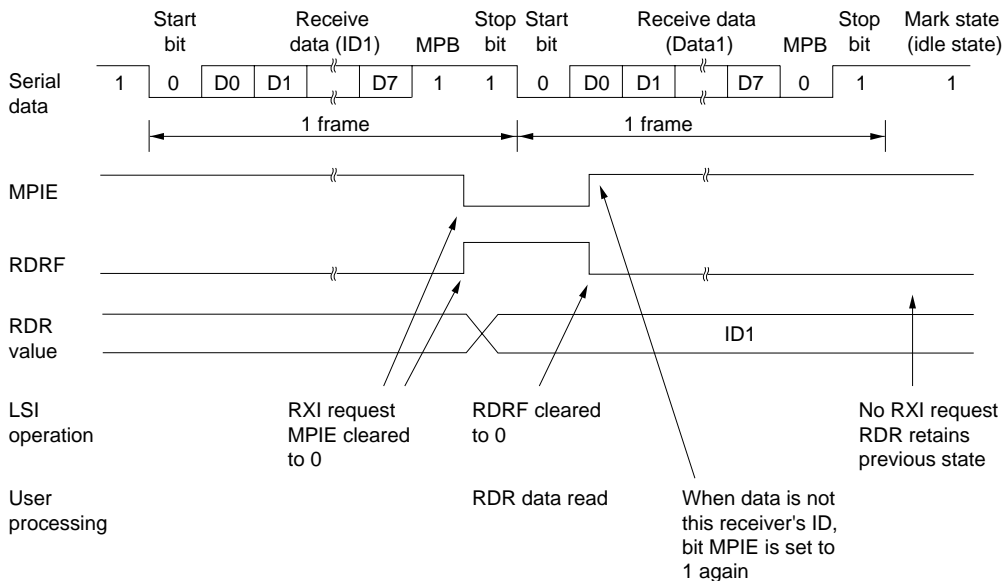 Start bit
Receive data (ID1)
MPB
Stop bit
Start bit
Receive data (Data1)
MPB
Stop bit
Mark state (idle state)
Serial data
1 0 D0 D1 D7 1 1 0 D0 D1 D7 0 1 1
1 frame
1 frame
MPIE
RDRF
RDR value
ID1
LSI operation
RXI request
MPIE cleared
to 0
RDRF cleared
to 0
No RXI request
RDR retains
previous state
User processing
RDR data read
When data is not
this receiver's ID,
bit MPIE is set to
1 again